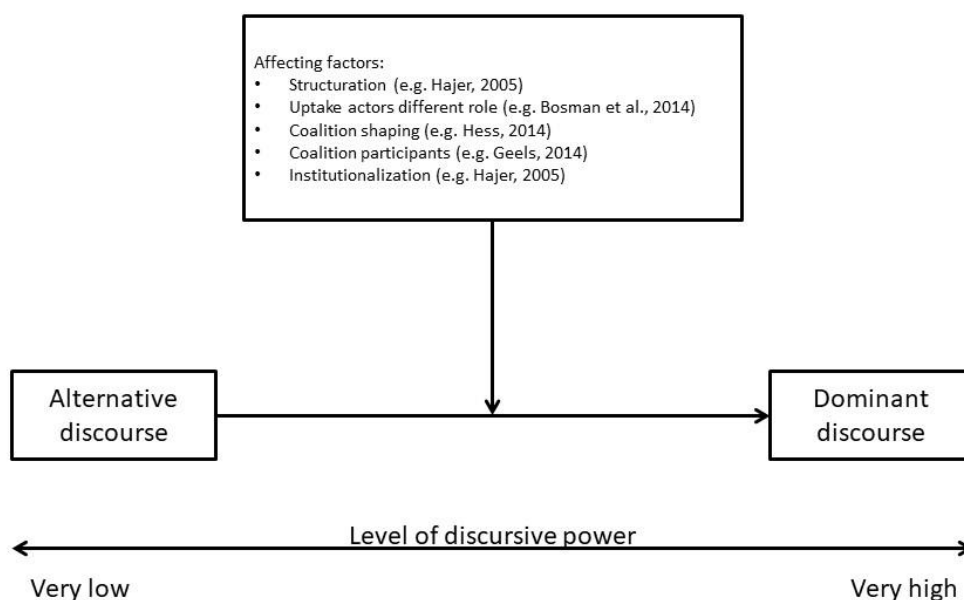 Affecting factors:
• Structuration (e.g. Hajer, 2005)
• Uptake actors different role (e.g. Bosman et al., 2014)
• Coalition shaping (e.g. Hess, 2014)
• Coalition participants (e.g. Geels, 2014)
• Institutionalization (e.g. Hajer, 2005)
Alternative
discourse
Dominant
discourse
Level of discursive power
Very low
Very high